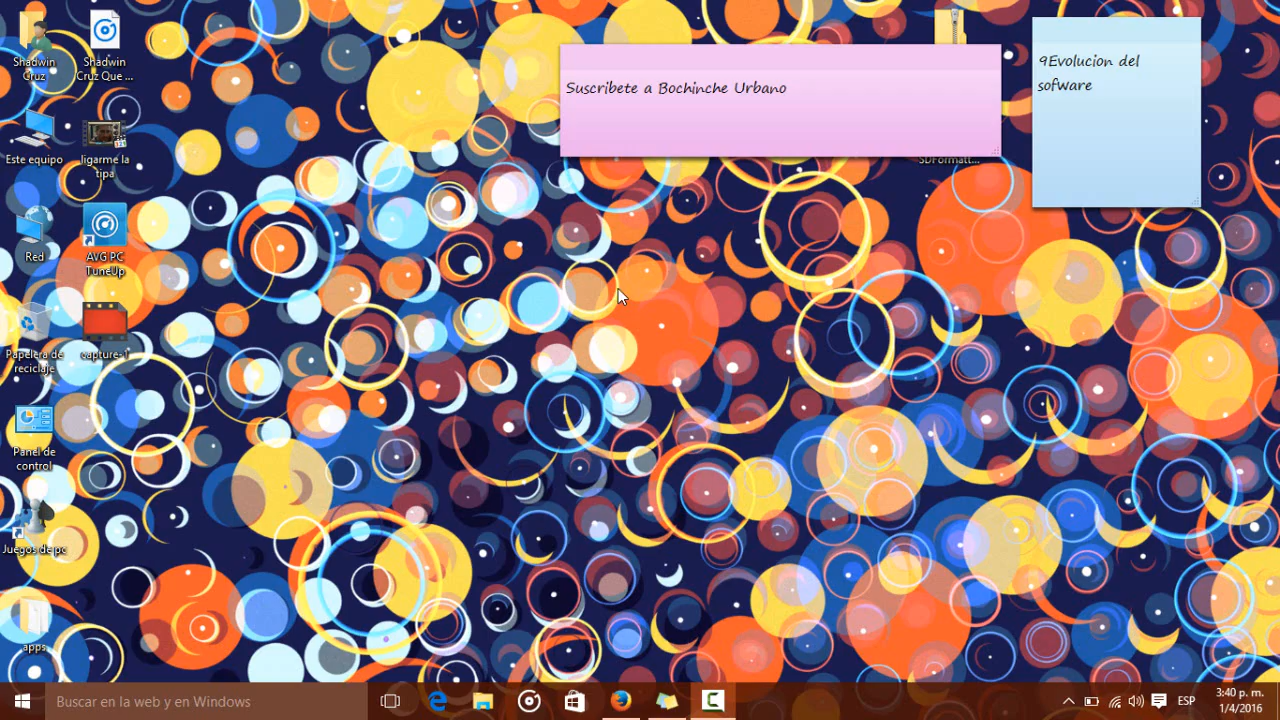 Shadwin
Cruz
Shadwin
Cruz Que ...
Este equipo
ligarme la
tipa
Red
AVG PC
TuneUp
Papelera de
reciclaje
capture-1
Panel de
control
Juegos de pc
apps
Suscribete a Bochinche Urbano
SDFormatt...
9Evolucion del
sofware
Buscar en la web y en Windows
ESP
3:40 p. m.
1/4/2016